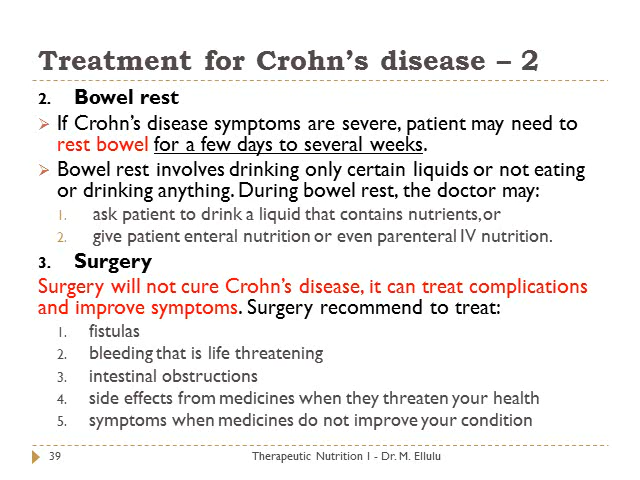 Treatment for Crohn's disease – 2
2. Bowel rest
If Crohn's disease symptoms are severe, patient may need to
rest bowel for a few days to several weeks.
Bowel rest involves drinking only certain liquids or not eating
or drinking anything. During bowel rest, the doctor may:
1. ask patient to drink a liquid that contains nutrients, or
2. give patient enteral nutrition or even parenteral IV nutrition.
3. Surgery
Surgery will not cure Crohn's disease, it can treat complications
and improve symptoms. Surgery recommend to treat:
1. fistulas
2. bleeding that is life threatening
3. intestinal obstructions
4. side effects from medicines when they threaten your health
5. symptoms when medicines do not improve your condition
39 Therapeutic Nutrition I - Dr. M. Ellulu